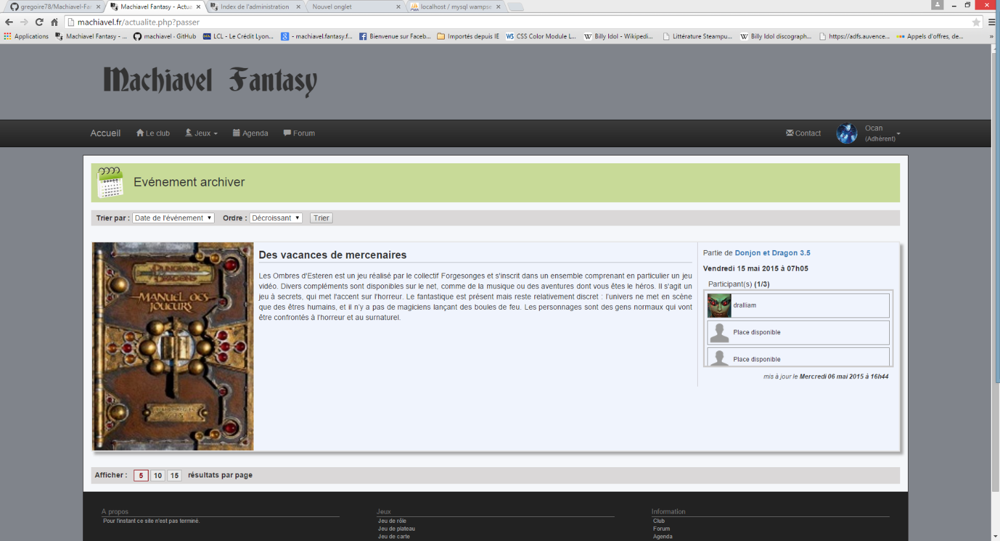 gregoire78/Machiavel-Fan
Machiavel Fantasy - Actua
Index de l'administration
Nouvel onglet
localhost / mysql wampse
machiavel.fr/actualite.php?passer
Applications
Machiavel Fantasy - ...
machiavel · GitHub
LCL - Le Crédit Lyon...
- machiavel.fantasy.f...
Bienvenue sur Faceb...
Importés depuis IE
CSS Color Module L...
Billy Idol - Wikipedi...
Littérature Steampu...
Billy Idol discograph...
https://adfs.auvence...
Appels d'offres, de...
»
Machiavel Fantasy
Accueil
Le club
Jeux
Agenda
Forum
Contact
Ocan
(Adhérent)
Evénement archiver
Trier par : Date de l'événement Ordre : Décroissant Trier
DUNGEONS & DRAGONS
MANUEL DES
JOUEURS
Des vacances de mercenaires
Les Ombres d'Esteren est un jeu réalisé par le collectif Forgesonges et s'inscrit dans un ensemble comprenant en particulier un jeu
vidéo. Divers compléments sont disponibles sur le net, comme de la musique ou des aventures dont vous êtes le héros. Il s'agit un
jeu à secrets, qui met l'accent sur l'horreur. Le fantastique est présent mais reste relativement discret : l'univers ne met en scène
que des êtres humains, et il n'y a pas de magiciens lançant des boules de feu. Les personnages sont des gens normaux qui vont
être confrontés à l'horreur et au surnaturel.
Partie de Donjon et Dragon 3.5
Vendredi 15 mai 2015 à 07h05
Participant(s) (1/3)
dralliam
Place disponible
Place disponible
mis à jour le Mercredi 06 mai 2015 à 16h44
Afficher : 5 10 15 résultats par page
A propos
Pour l'instant ce site n'est pas terminé.
Jeux
Jeu de rôle
Jeu de plateau
Jeu de carte
Information
Club
Forum
Agenda